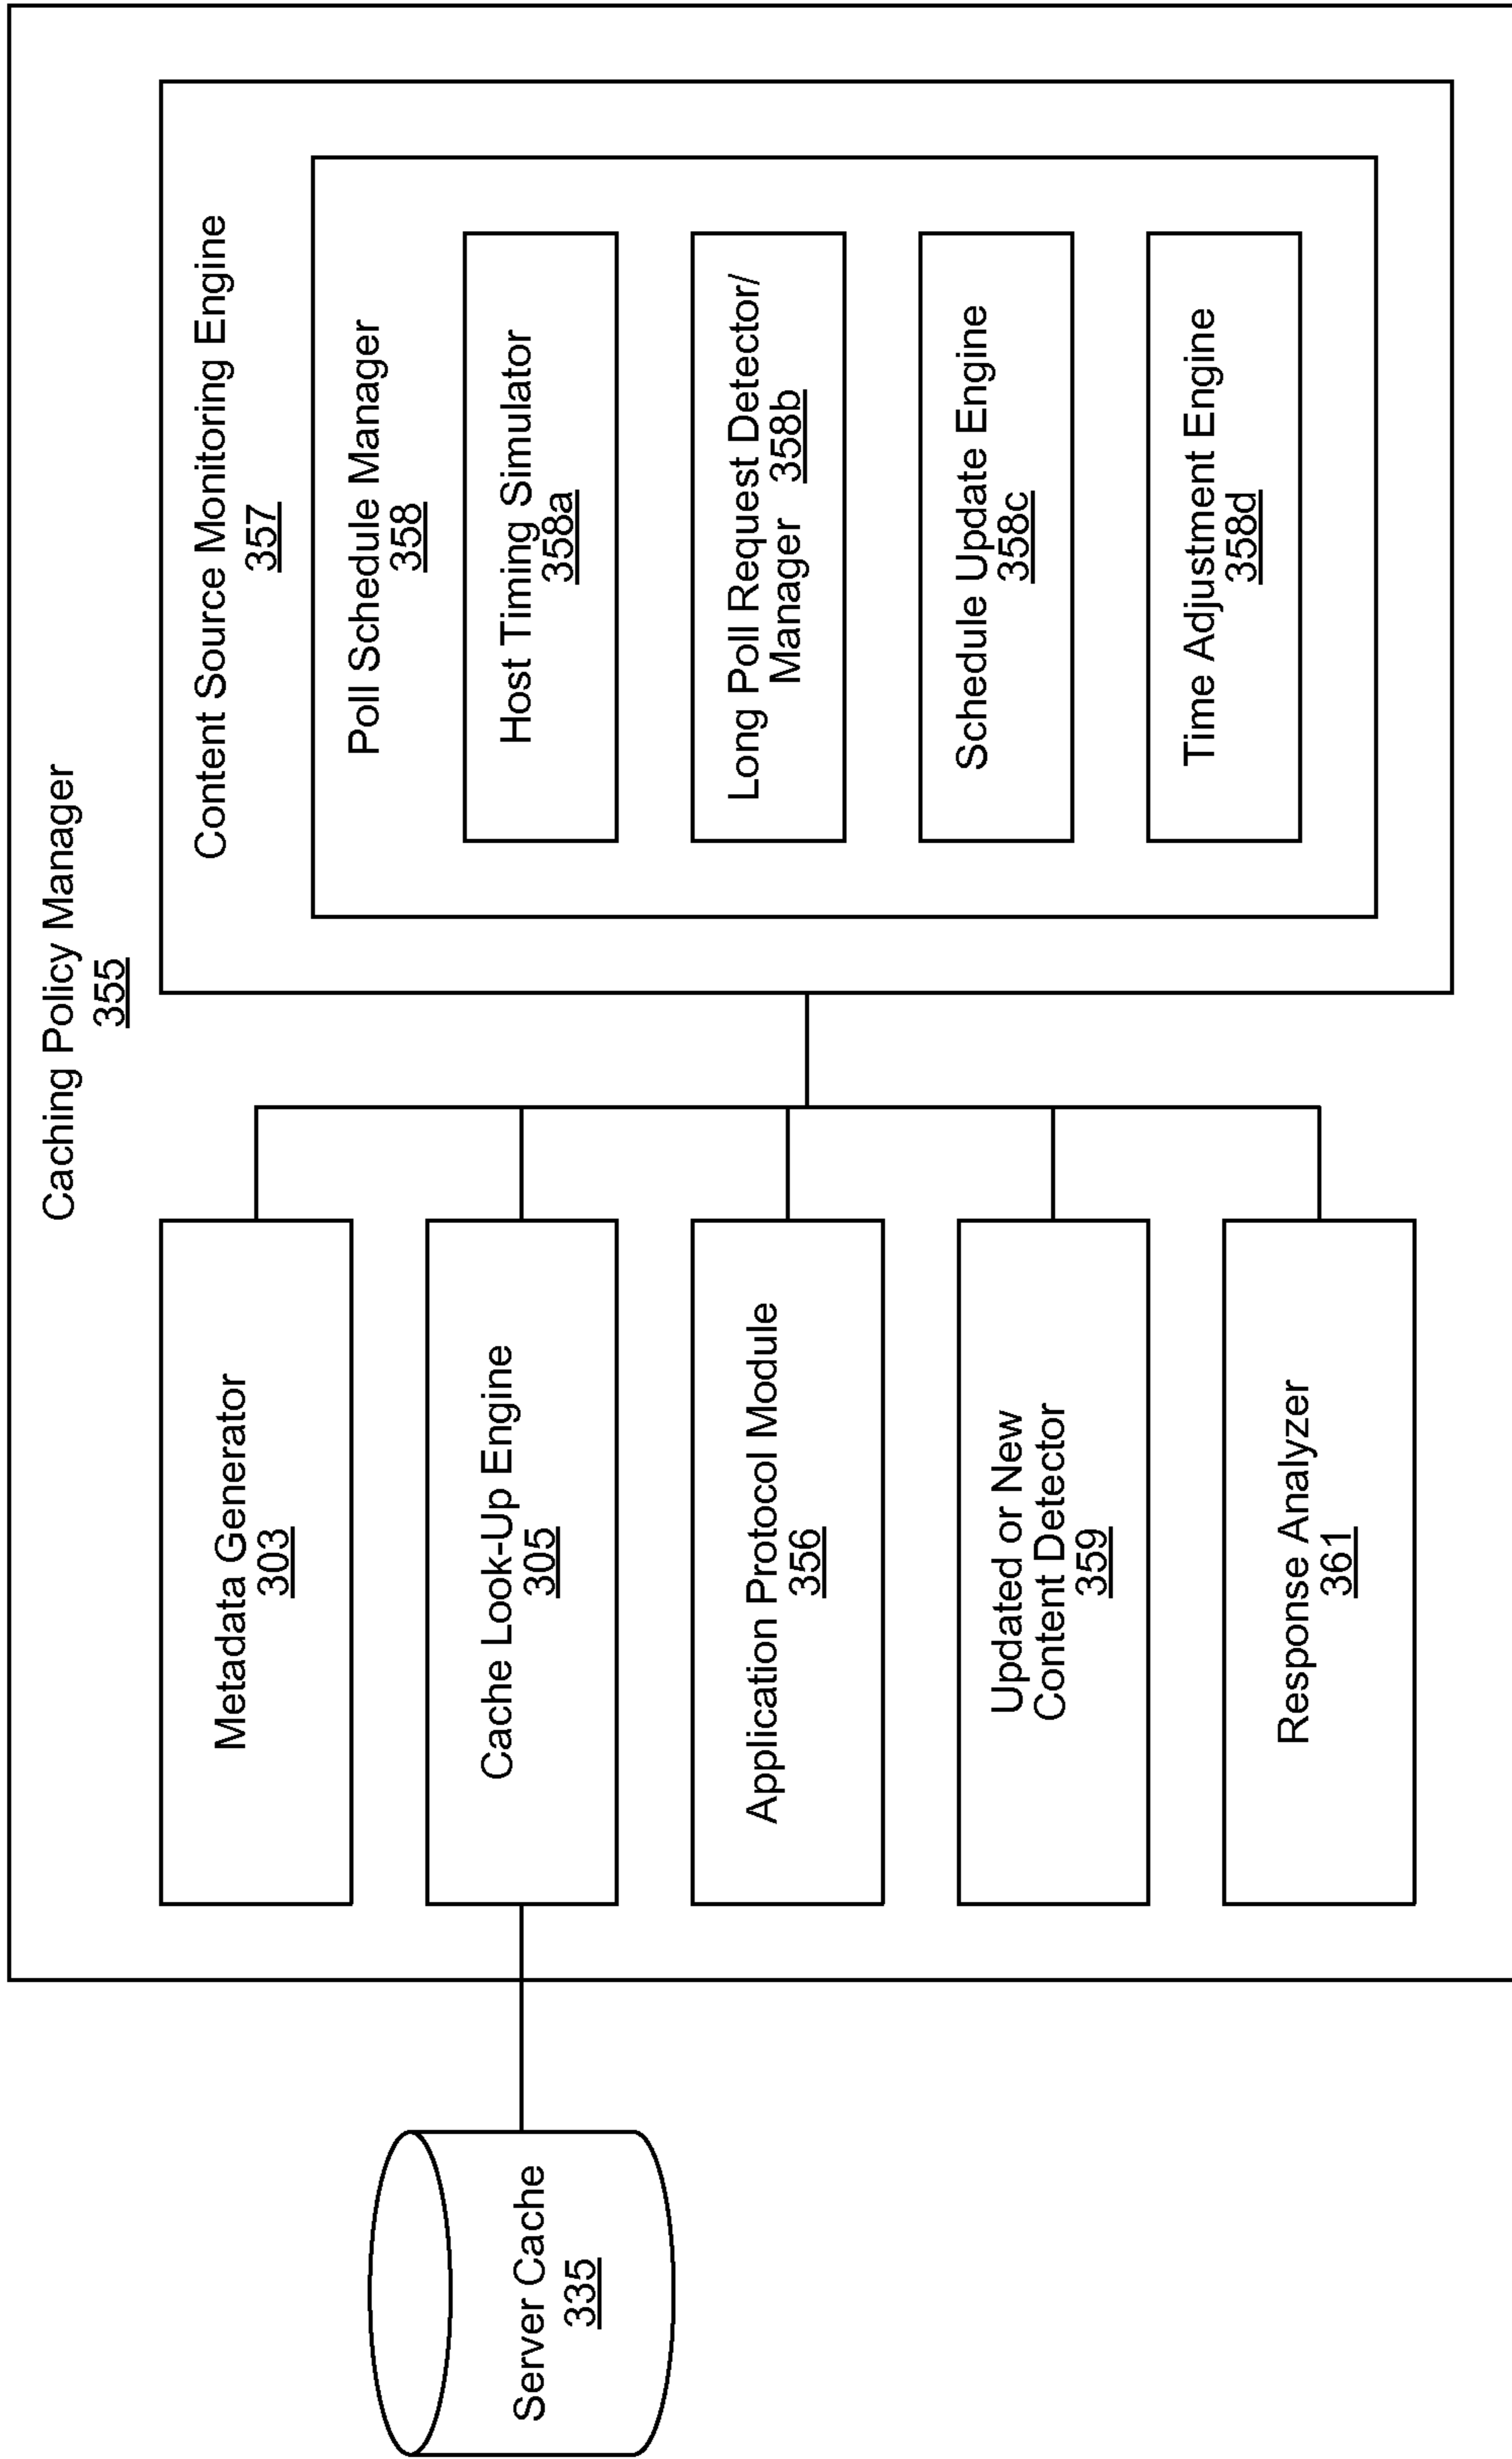 Caching Policy Manager
355
Server Cache
335
Metadata Generator
303
Cache Look-Up Engine
305
Application Protocol Module
356
Updated or New
Content Detector
359
Response Analyzer
361
Content Source Monitoring Engine
357
Poll Schedule Manager
358
Host Timing Simulator
358a
Long Poll Request Detector/
Manager 358b
Schedule Update Engine
358c
Time Adjustment Engine
358d